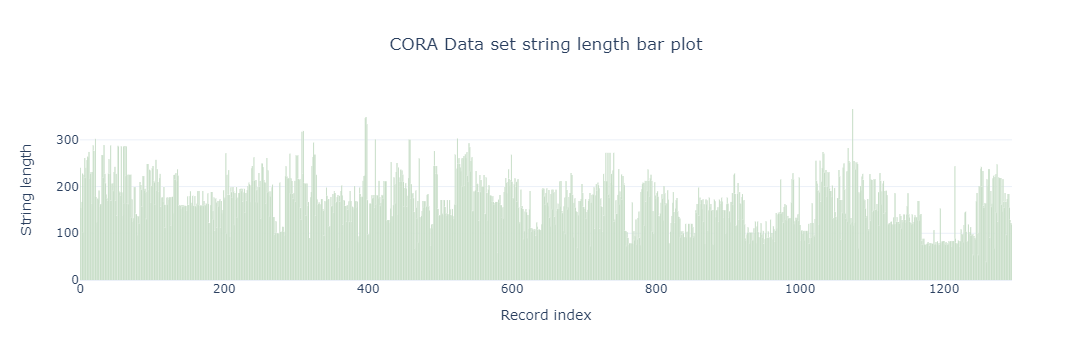 CORA Data set string length bar plot
String length
300
200
100
0
0 200 400 600 800 1000 1200
Record index